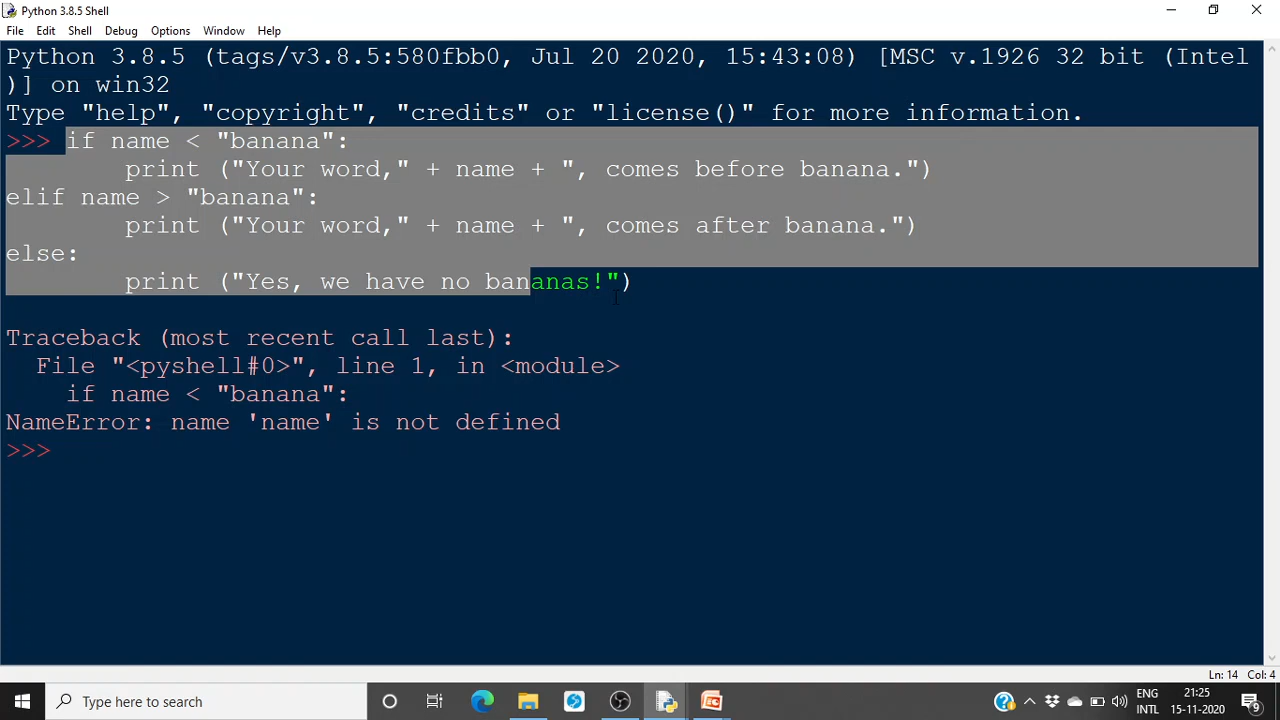 Python 3.8.5 Shell
File Edit Shell Debug Options Window Help
Python 3.8.5 (tags/v3.8.5:580fbb0, Jul 20 2020, 15:43:08) [MSC v.1926 32 bit (Intel
)] on win32
Type "help", "copyright", "credits" or "license()" for more information.
>>> if name < "banana":
        print ("Your word," + name + ", comes before banana.")
elif name > "banana":
        print ("Your word," + name + ", comes after banana.")
else:
        print ("Yes, we have no bananas!")
Traceback (most recent call last):
  File "<pyshell#0>", line 1, in <module>
    if name < "banana":
NameError: name 'name' is not defined
>>>
Ln: 14 Col: 4
Type here to search
ENG 21:25
INTL 15-11-2020 9